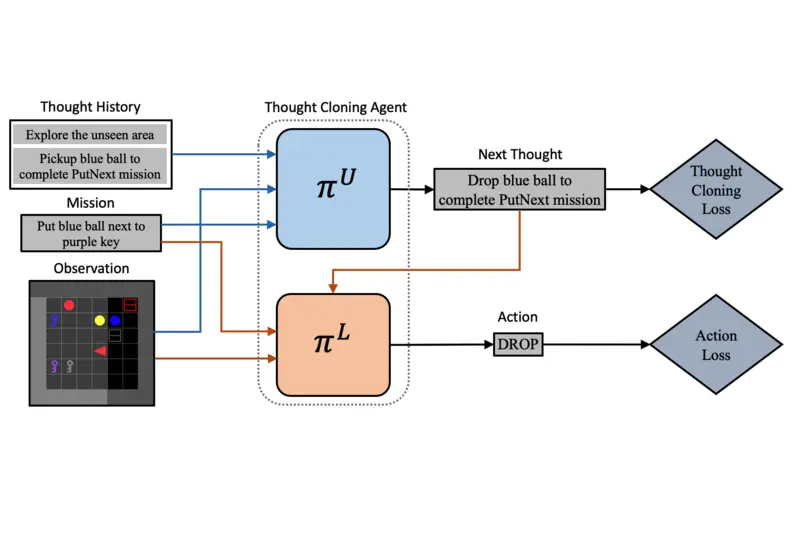 Thought History
Explore the unseen area
Pickup blue ball to
complete PutNext mission
Mission
Put blue ball next to
purple key
Observation
Thought Cloning Agent
π^U
π^L
Next Thought
Drop blue ball to
complete PutNext mission
Action
DROP
Thought
Cloning
Loss
Action
Loss